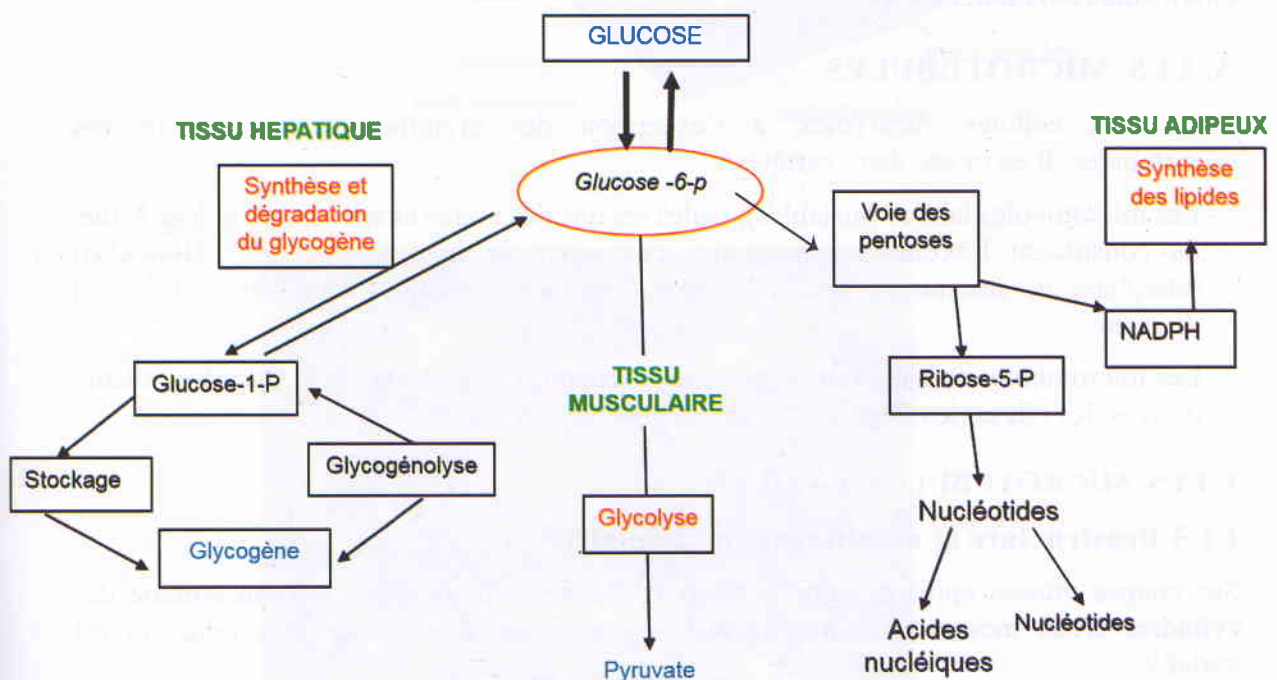 GLUCOSE
TISSU HEPATIQUE
TISSU ADIPEUX
Synthèse et
dégradation
du glycogène
Glucose -6-p
Voie des
pentoses
Synthèse
des lipides
NADPH
Glucose-1-P
TISSU
MUSCULAIRE
Ribose-5-P
Stockage
Glycogénolyse
Glycolyse
Nucléotides
Glycogène
Acides
nucléiques
Nucléotides
Pyruvate